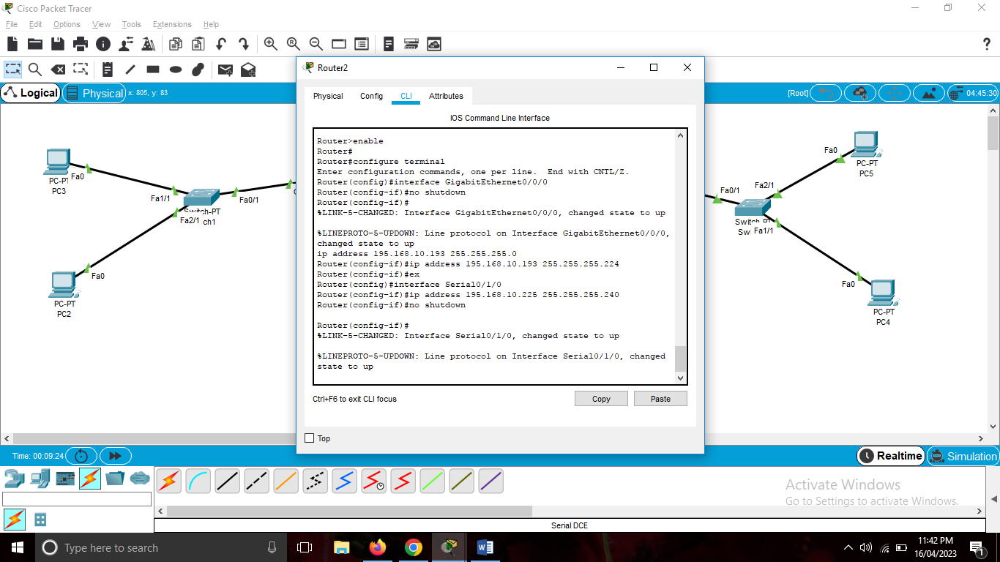 Cisco Packet Tracer
File Edit Options View Tools Extensions Help
?
Logical
Physical
x: 805, y: 83
[Root]
04:45:30
Router2
Physical Config CLI Attributes
IOS Command Line Interface
Router>enable
Router#
Router#configure terminal
Enter configuration commands, one per line.  End with CNTL/Z.
Router(config)#interface GigabitEthernet0/0/0
Router(config-if)#no shutdown
Router(config-if)#
%LINK-5-CHANGED: Interface GigabitEthernet0/0/0, changed state to up
%LINEPROTO-5-UPDOWN: Line protocol on Interface GigabitEthernet0/0/0,
changed state to up
ip address 195.168.10.193 255.255.255.0
Router(config-if)#ip address 195.168.10.193 255.255.255.224
Router(config-if)#ex
Router(config)#interface Serial0/1/0
Router(config-if)#ip address 195.168.10.225 255.255.255.240
Router(config-if)#no shutdown
Router(config-if)#
%LINK-5-CHANGED: Interface Serial0/1/0, changed state to up
%LINEPROTO-5-UPDOWN: Line protocol on Interface Serial0/1/0, changed
state to up
Ctrl+F6 to exit CLI focus
Copy
Paste
Top
Fa0
PC-PT
PC3
Fa1/1
Fa0/1
Switch-PT
ch1
Fa2/1
Fa0
PC-PT
PC2
Fa0
PC-PT
PC5
Fa0/1
Fa2/1
Switch-PT
Sw
Fa1/1
Fa0
PC-PT
PC4
Time: 00:09:24
Realtime
Simulation
Activate Windows
Go to Settings to activate Windows.
Serial DCE
Type here to search
11:42 PM
16/04/2023
1